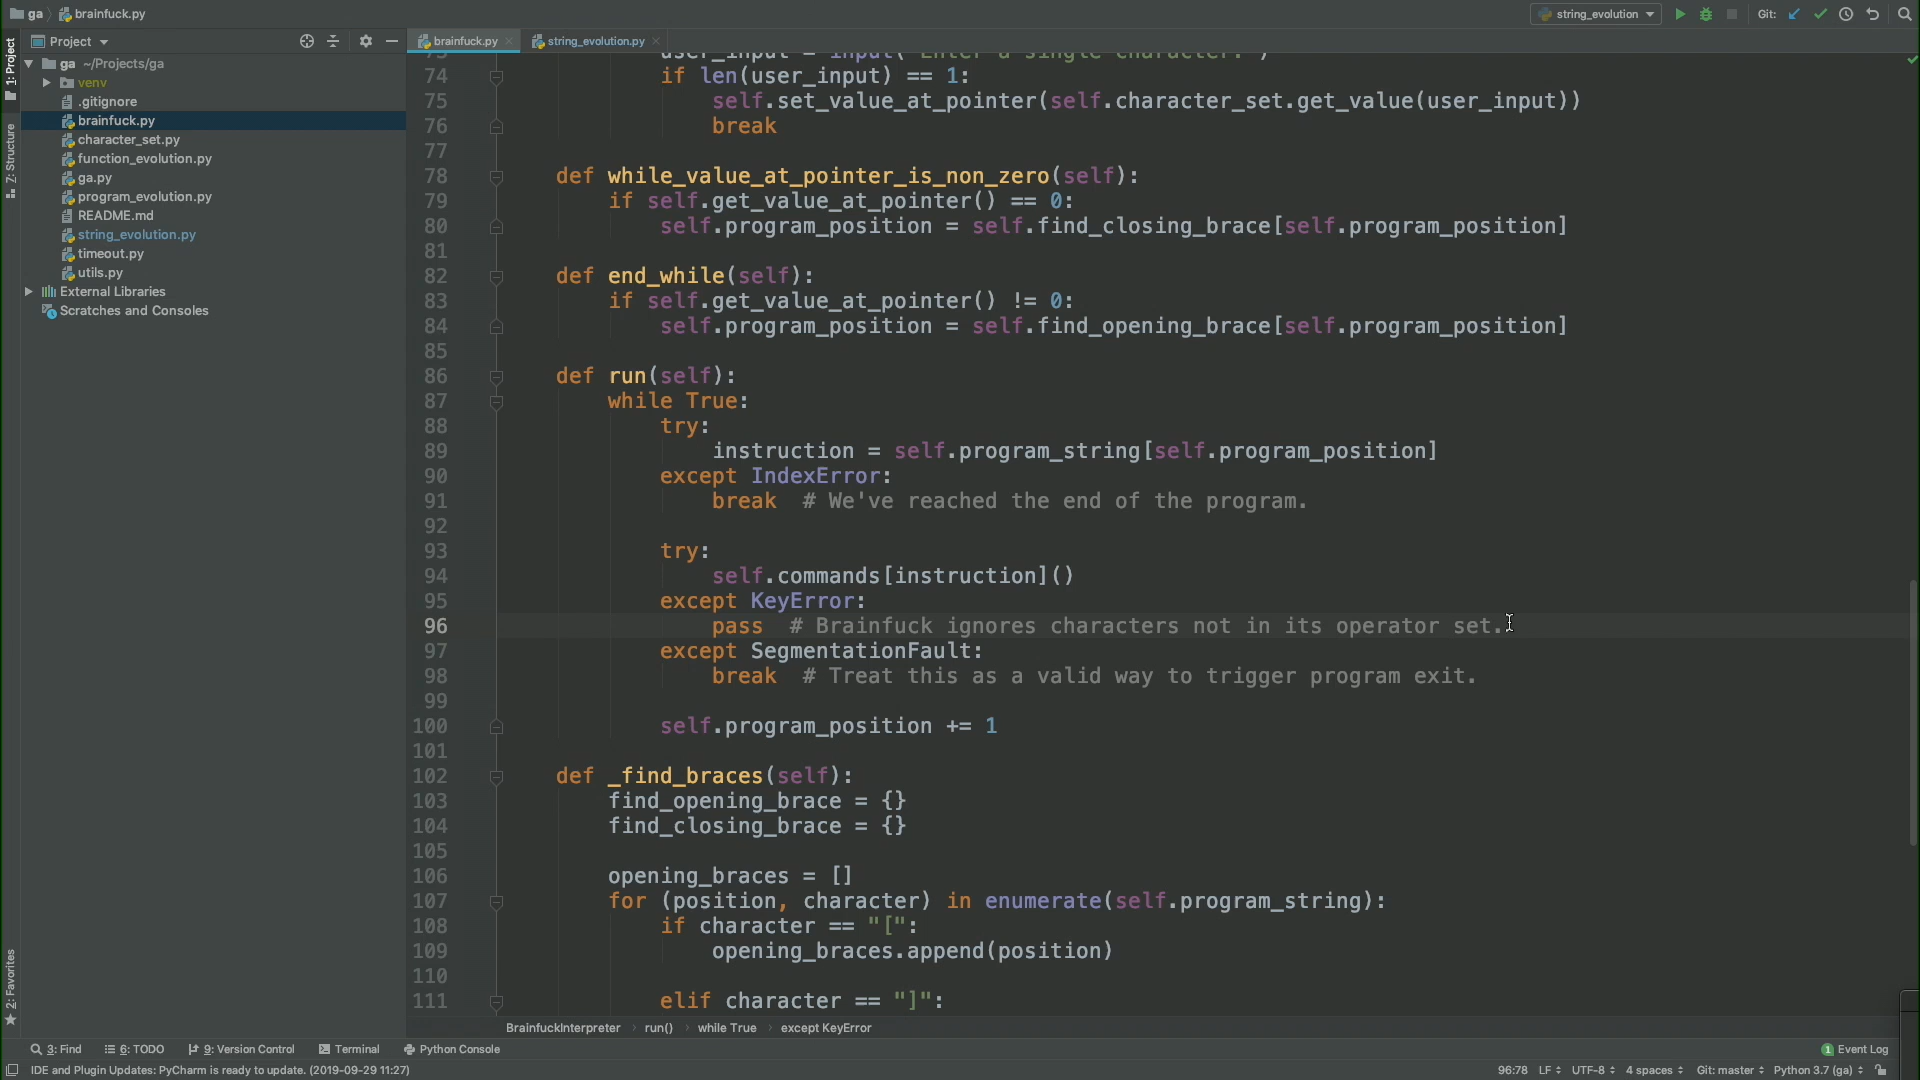 ga brainfuck.py
string_evolution Git:
Project
brainfuck.py string_evolution.py
1: Project
Z: Structure
2: Favorites
ga ~/Projects/ga
venv
.gitignore
brainfuck.py
character_set.py
function_evolution.py
ga.py
program_evolution.py
README.md
string_evolution.py
timeout.py
utils.py
External Libraries
Scratches and Consoles
73 user_input = input("Enter a single character: ")
74 if len(user_input) == 1:
75 self.set_value_at_pointer(self.character_set.get_value(user_input))
76 break
77
78 def while_value_at_pointer_is_non_zero(self):
79 if self.get_value_at_pointer() == 0:
80 self.program_position = self.find_closing_brace[self.program_position]
81
82 def end_while(self):
83 if self.get_value_at_pointer() != 0:
84 self.program_position = self.find_opening_brace[self.program_position]
85
86 def run(self):
87 while True:
88 try:
89 instruction = self.program_string[self.program_position]
90 except IndexError:
91 break # We've reached the end of the program.
92
93 try:
94 self.commands[instruction]()
95 except KeyError:
96 pass # Brainfuck ignores characters not in its operator set.
97 except SegmentationFault:
98 break # Treat this as a valid way to trigger program exit.
99
100 self.program_position += 1
101
102 def _find_braces(self):
103 find_opening_brace = {}
104 find_closing_brace = {}
105
106 opening_braces = []
107 for (position, character) in enumerate(self.program_string):
108 if character == "[":
109 opening_braces.append(position)
110
111 elif character == "]":
BrainfuckInterpreter run() while True except KeyError
3: Find 6: TODO 9: Version Control Terminal Python Console 1 Event Log
IDE and Plugin Updates: PyCharm is ready to update. (2019-09-29 11:27) 96:78 LF UTF-8 4 spaces Git: master Python 3.7 (ga)